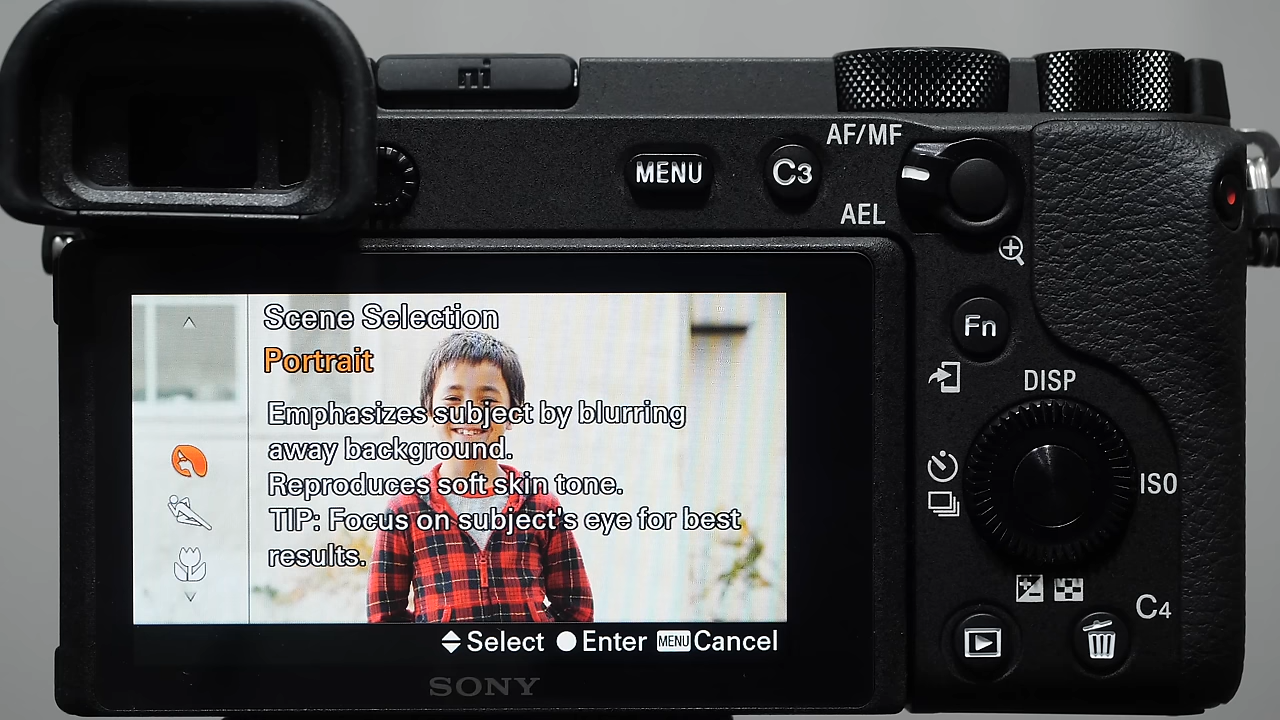 AF/MF
MENU
C3
AEL
Fn
Scene Selection
Portrait
Emphasizes subject by blurring
away background.
Reproduces soft skin tone.
TIP: Focus on subject's eye for best
results.
Select Enter MENU Cancel
DISP
ISO
C4
SONY